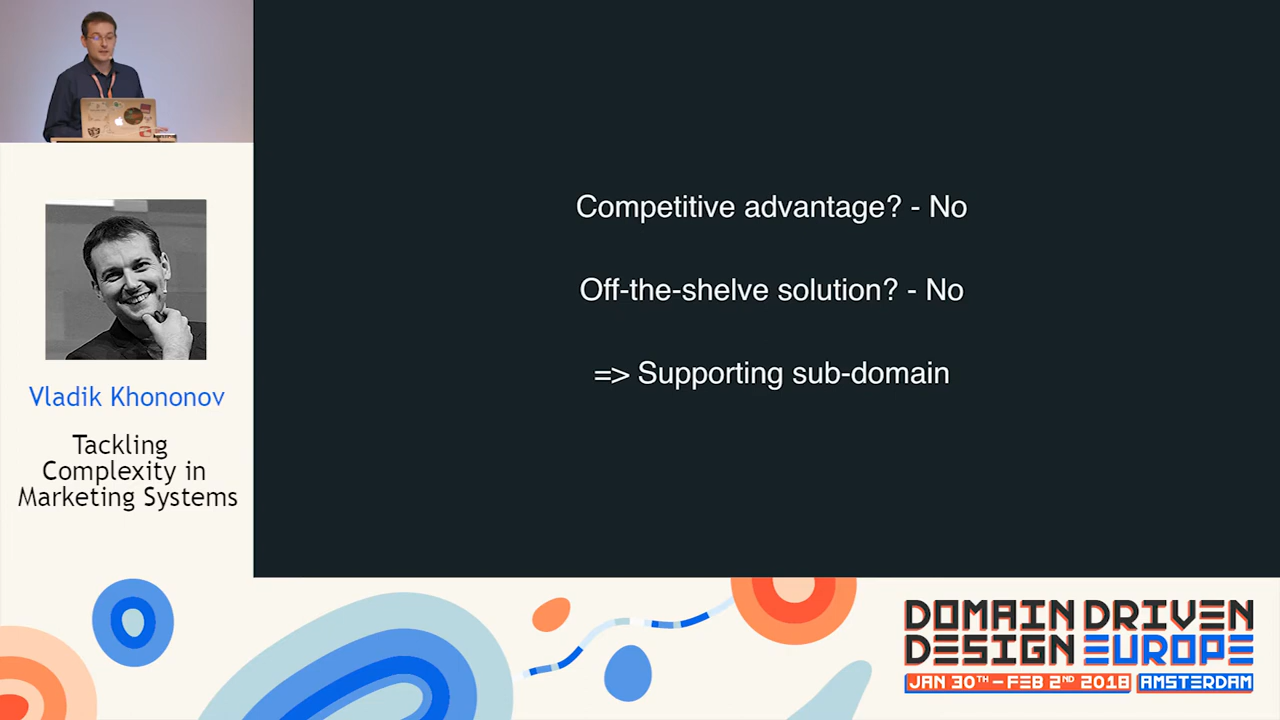 Competitive advantage? - No
Off-the-shelve solution? - No
=> Supporting sub-domain
Vladik Khononov
Tackling
Complexity in
Marketing Systems
DOMAIN DRIVEN
DESIGN EUROPE
JAN 30TH - FEB 2ND 2018 AMSTERDAM